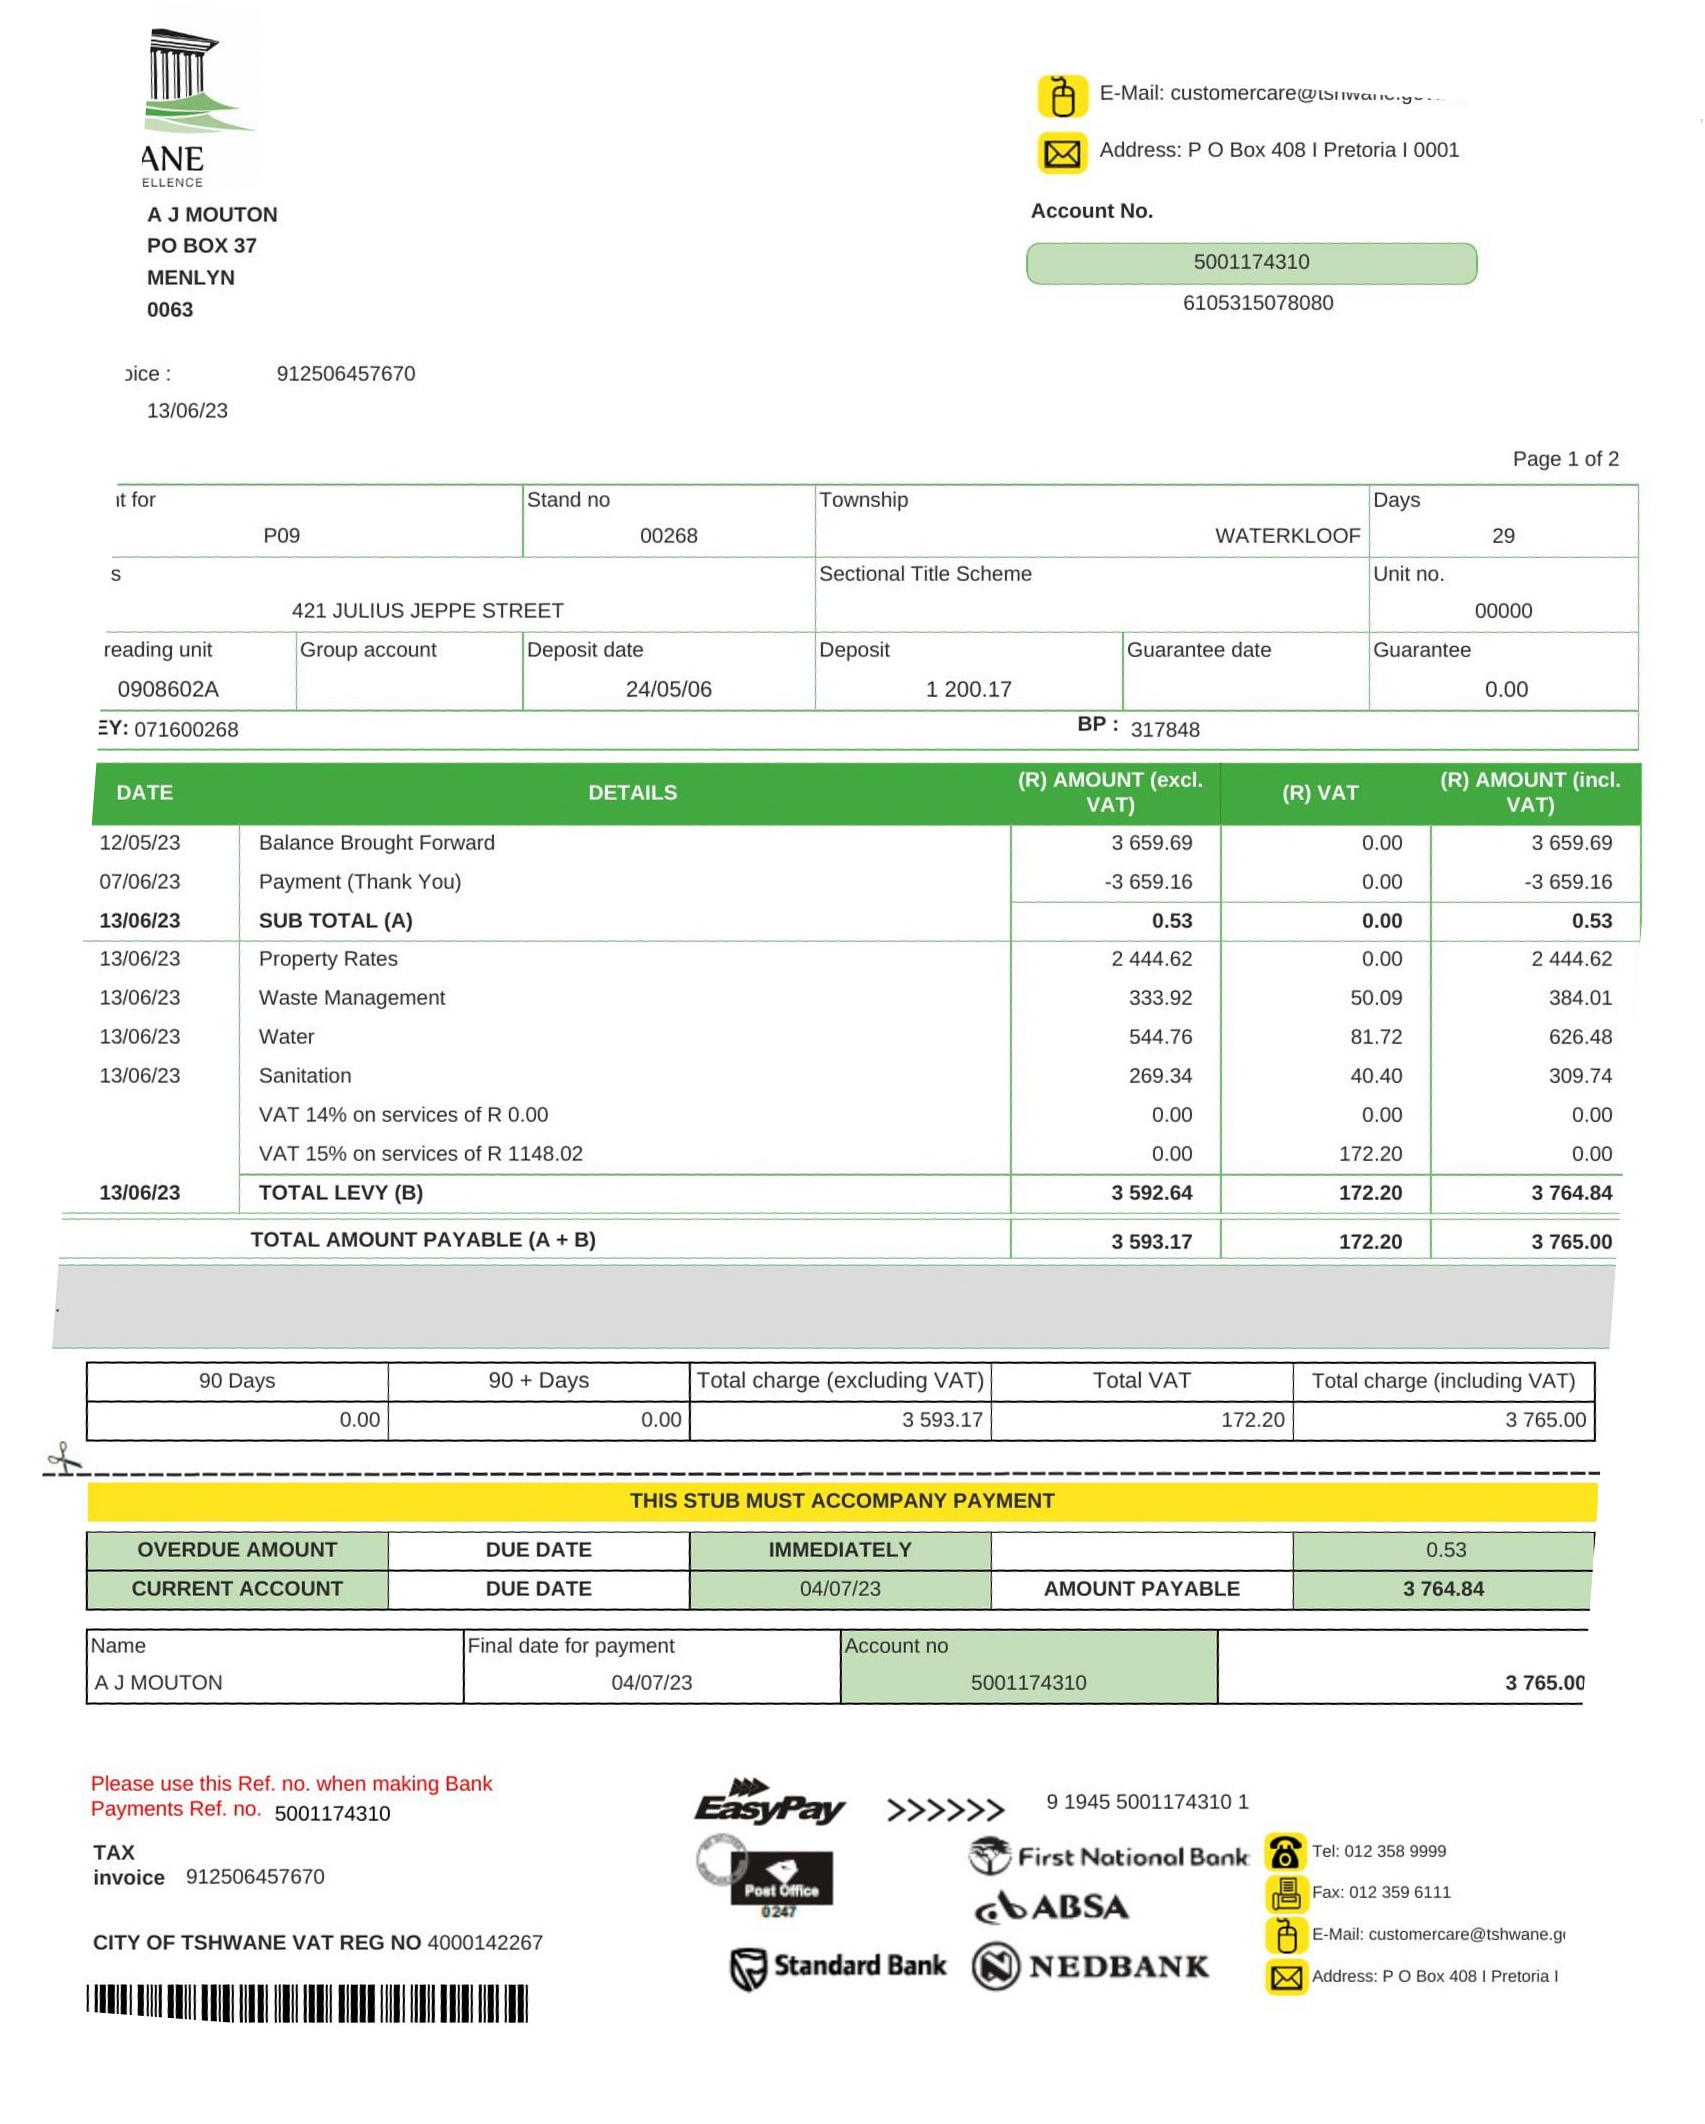 ANE
ELLENCE
E-Mail: customercare@tshwane.gov.
Address: P O Box 408 I Pretoria I 0001
A J MOUTON
PO BOX 37
MENLYN
0063
Account No.
5001174310
6105315078080
oice : 912506457670
13/06/23
Page 1 of 2
nt for Stand no Township Days
P09 00268 WATERKLOOF 29
s Sectional Title Scheme Unit no.
421 JULIUS JEPPE STREET 00000
reading unit Group account Deposit date Deposit Guarantee date Guarantee
0908602A 24/05/06 1 200.17 0.00
EY: 071600268 BP : 317848
DATE DETAILS (R) AMOUNT (excl. VAT) (R) VAT (R) AMOUNT (incl. VAT)
12/05/23 Balance Brought Forward 3 659.69 0.00 3 659.69
07/06/23 Payment (Thank You) -3 659.16 0.00 -3 659.16
13/06/23 SUB TOTAL (A) 0.53 0.00 0.53
13/06/23 Property Rates 2 444.62 0.00 2 444.62
13/06/23 Waste Management 333.92 50.09 384.01
13/06/23 Water 544.76 81.72 626.48
13/06/23 Sanitation 269.34 40.40 309.74
VAT 14% on services of R 0.00 0.00 0.00 0.00
VAT 15% on services of R 1148.02 0.00 172.20 0.00
13/06/23 TOTAL LEVY (B) 3 592.64 172.20 3 764.84
TOTAL AMOUNT PAYABLE (A + B) 3 593.17 172.20 3 765.00
.
90 Days 90 + Days Total charge (excluding VAT) Total VAT Total charge (including VAT)
0.00 0.00 3 593.17 172.20 3 765.00
THIS STUB MUST ACCOMPANY PAYMENT
OVERDUE AMOUNT DUE DATE IMMEDIATELY 0.53
CURRENT ACCOUNT DUE DATE 04/07/23 AMOUNT PAYABLE 3 764.84
Name Final date for payment Account no
A J MOUTON 04/07/23 5001174310 3 765.00
Please use this Ref. no. when making Bank
Payments Ref. no. 5001174310
TAX
invoice 912506457670
CITY OF TSHWANE VAT REG NO 4000142267
EasyPay >>>>>> 9 1945 5001174310 1
Post Office
0247
First National Bank
ABSA
Standard Bank
NEDBANK
Tel: 012 358 9999
Fax: 012 359 6111
E-Mail: customercare@tshwane.go
Address: P O Box 408 I Pretoria I